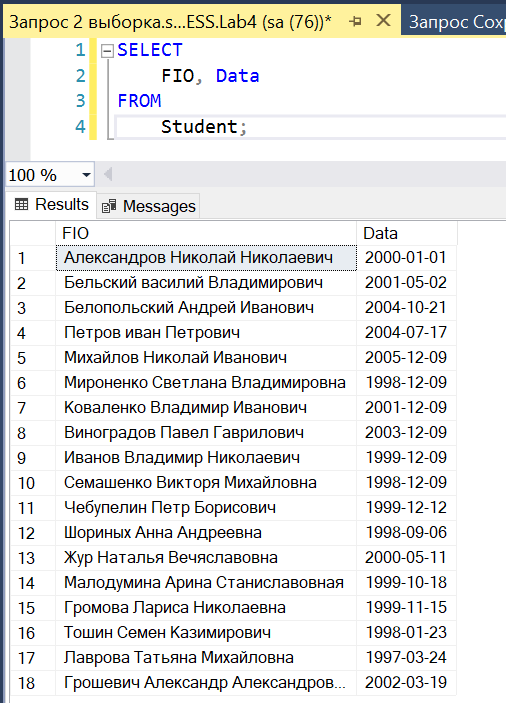 Запрос 2 выборка.s...ESS.Lab4 (sa (76))* Запрос Сох
1 SELECT
2 FIO, Data
3 FROM
4 Student;
100 %
Results Messages
FIO Data
1 Александров Николай Николаевич 2000-01-01
2 Бельский василий Владимирович 2001-05-02
3 Белопольский Андрей Иванович 2004-10-21
4 Петров иван Петрович 2004-07-17
5 Михайлов Николай Иванович 2005-12-09
6 Мироненко Светлана Владимировна 1998-12-09
7 Коваленко Владимир Иванович 2001-12-09
8 Виноградов Павел Гаврилович 2003-12-09
9 Иванов Владимир Николаевич 1999-12-09
10 Семашенко Викторя Михайловна 1998-12-09
11 Чебупелин Петр Борисович 1999-12-12
12 Шориных Анна Андреевна 1998-09-06
13 Жур Наталья Вечяславовна 2000-05-11
14 Малодумина Арина Станиславовная 1999-10-18
15 Громова Лариса Николаевна 1999-11-15
16 Тошин Семен Казимирович 1998-01-23
17 Лаврова Татьяна Михайловна 1997-03-24
18 Грошевич Александр Александров... 2002-03-19